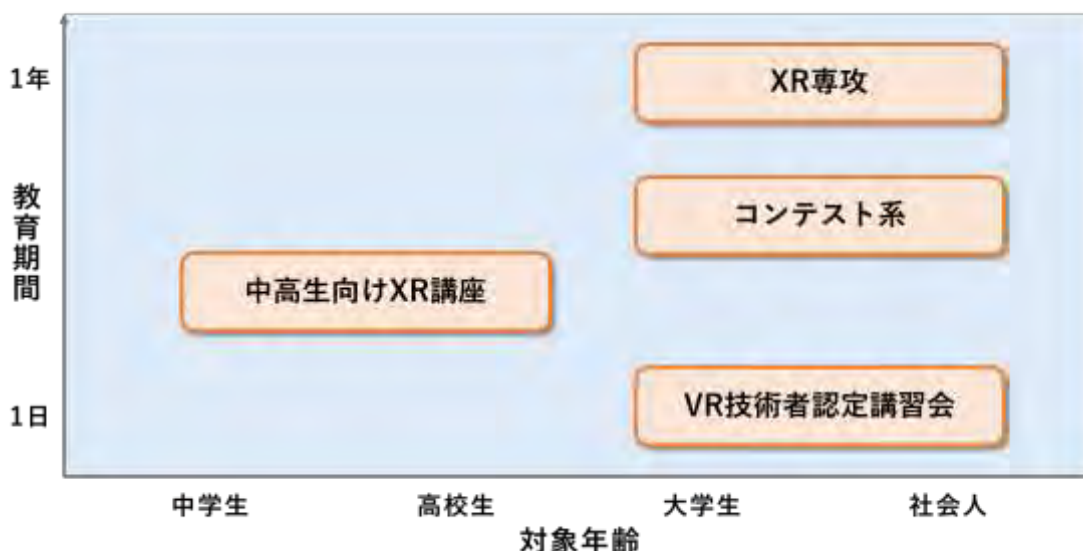 1年
XR専攻
教育期間
コンテスト系
中高生向けXR講座
1日
VR技術者認定講習会
中学生
高校生
大学生
社会人
対象年齢